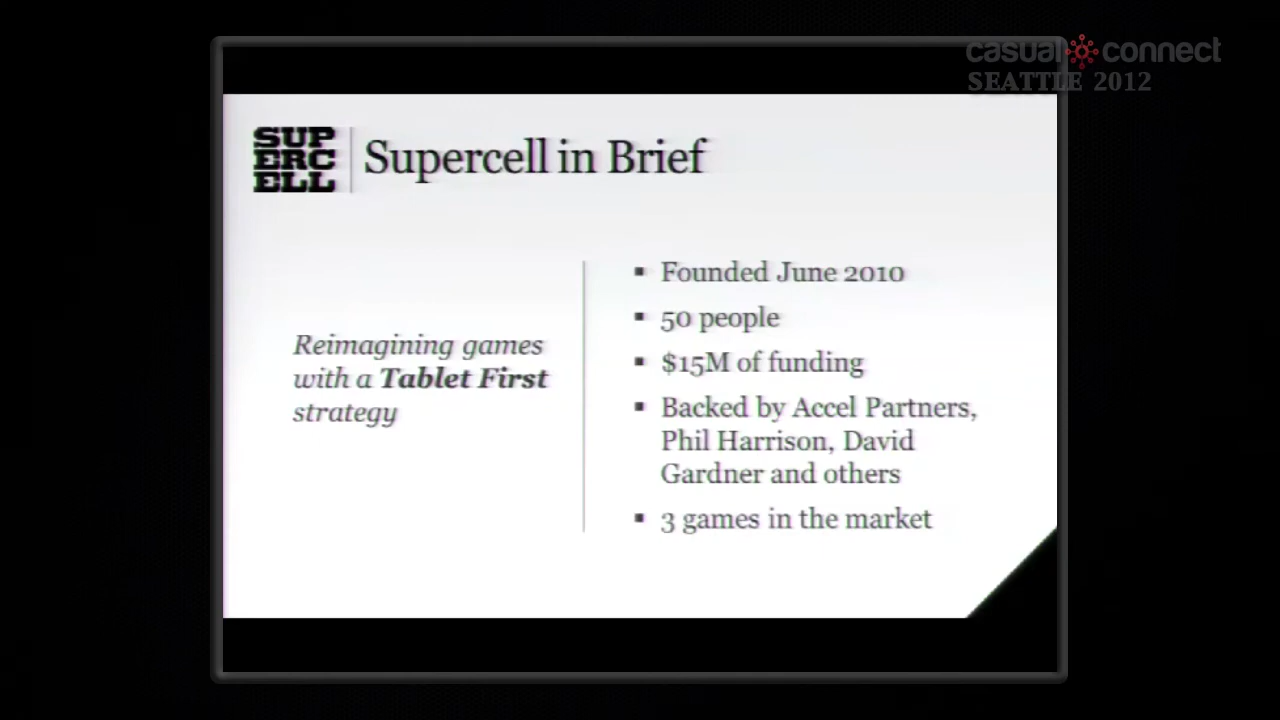 casual connect
SEATTLE 2012
SUP
ERC
ELL
Supercell in Brief
Reimagining games
with a Tablet First
strategy
▪ Founded June 2010
▪ 50 people
▪ $15M of funding
▪ Backed by Accel Partners,
Phil Harrison, David
Gardner and others
▪ 3 games in the market